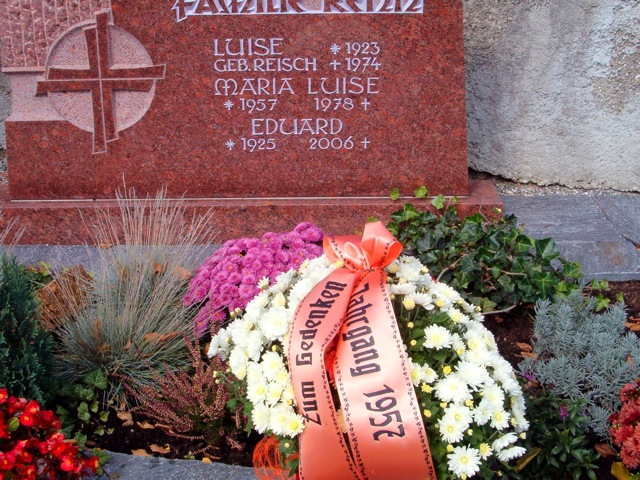 LUISE * 1923
GEB. REISCH + 1974
MARIA LUISE
* 1957 1978 +
EDUARD
* 1925 2006 +
Zum Gedenken
Jahrgang 1952